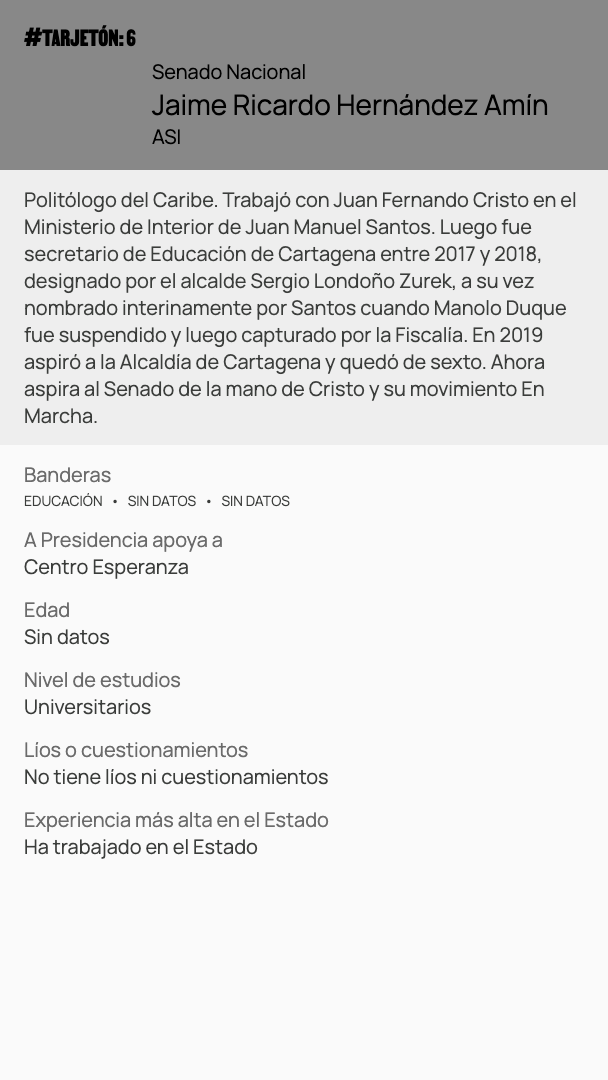 #TARJETÓN: 6
Senado Nacional
Jaime Ricardo Hernández Amín
ASI
Politólogo del Caribe. Trabajó con Juan Fernando Cristo en el
Ministerio de Interior de Juan Manuel Santos. Luego fue
secretario de Educación de Cartagena entre 2017 y 2018,
designado por el alcalde Sergio Londoño Zurek, a su vez
nombrado interinamente por Santos cuando Manolo Duque
fue suspendido y luego capturado por la Fiscalía. En 2019
aspiró a la Alcaldía de Cartagena y quedó de sexto. Ahora
aspira al Senado de la mano de Cristo y su movimiento En
Marcha.
Banderas
EDUCACIÓN • SIN DATOS • SIN DATOS
A Presidencia apoya a
Centro Esperanza
Edad
Sin datos
Nivel de estudios
Universitarios
Líos o cuestionamientos
No tiene líos ni cuestionamientos
Experiencia más alta en el Estado
Ha trabajado en el Estado